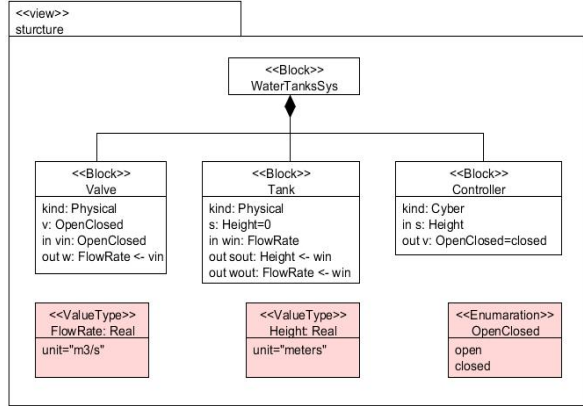 <<view>>
sturcture
<<Block>>
WaterTanksSys
<<Block>>
Valve
kind: Physical
v: OpenClosed
in vin: OpenClosed
out w: FlowRate <- vin
<<Block>>
Tank
kind: Physical
s: Height=0
in win: FlowRate
out sout: Height <- win
out wout: FlowRate <- win
<<Block>>
Controller
kind: Cyber
in s: Height
out v: OpenClosed=closed
<<ValueType>>
FlowRate: Real
unit="m3/s"
<<ValueType>>
Height: Real
unit="meters"
<<Enumaration>>
OpenClosed
open
closed